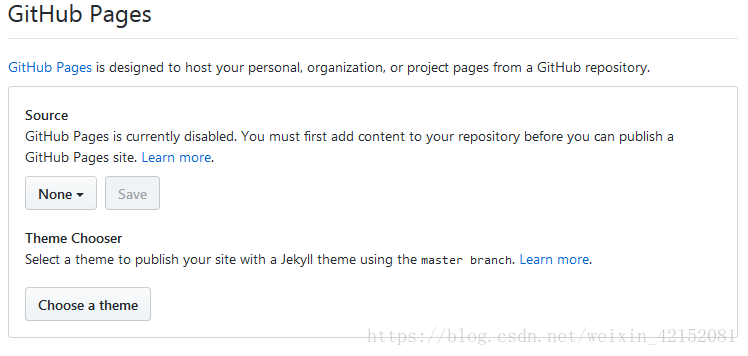 GitHub Pages
GitHub Pages is designed to host your personal, organization, or project pages from a GitHub repository.
Source
GitHub Pages is currently disabled. You must first add content to your repository before you can publish a
GitHub Pages site. Learn more.
None Save
Theme Chooser
Select a theme to publish your site with a Jekyll theme using the master branch. Learn more.
Choose a theme
https://blog.csdn.net/weixin_42152081